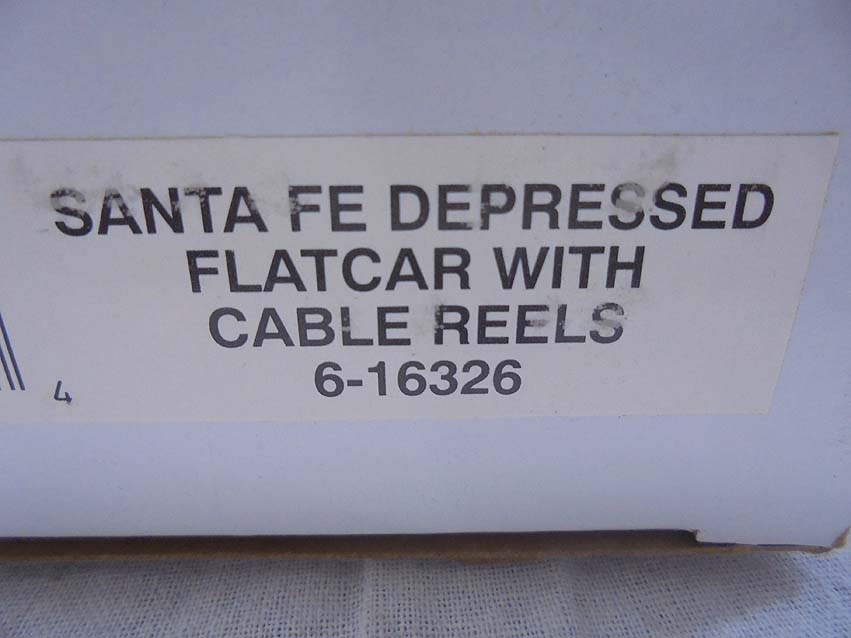 SANTA FE DEPRESSED
FLATCAR WITH
CABLE REELS
6-16326
4